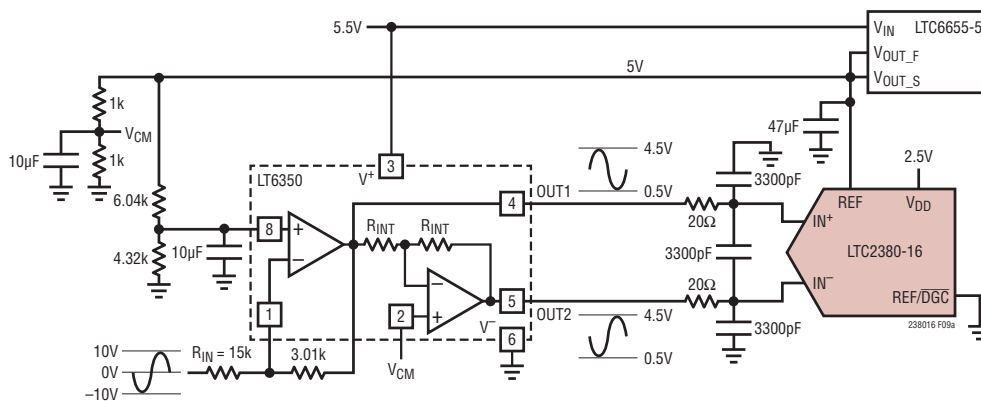 5.5V
VIN
LTC6655-5
VOUT_F
5V
VOUT_S
1k
VCM
10µF
1k
47µF
4.5V
3
LT6350
V+
0.5V
2.5V
3300pF
6.04k
4
OUT1
RINT
RINT
20Ω
REF
VDD
8
+
–
IN+
10µF
3300pF
LTC2380-16
4.32k
–
+
20Ω
IN–
1
2
5
V–
OUT2
REF/DGC
6
4.5V
3300pF
238016 F09a
10V
0V
–10V
RIN = 15k
3.01k
VCM
0.5V